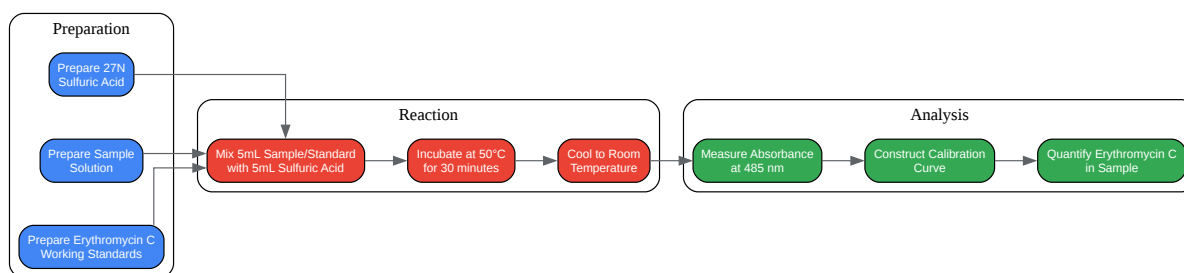 Preparation
Prepare 27N
Sulfuric Acid
Prepare Sample
Solution
Prepare Erythromycin C
Working Standards
Reaction
Mix 5mL Sample/Standard
with 5mL Sulfuric Acid
Incubate at 50°C
for 30 minutes
Cool to Room
Temperature
Analysis
Measure Absorbance
at 485 nm
Construct Calibration
Curve
Quantify Erythromycin C
in Sample